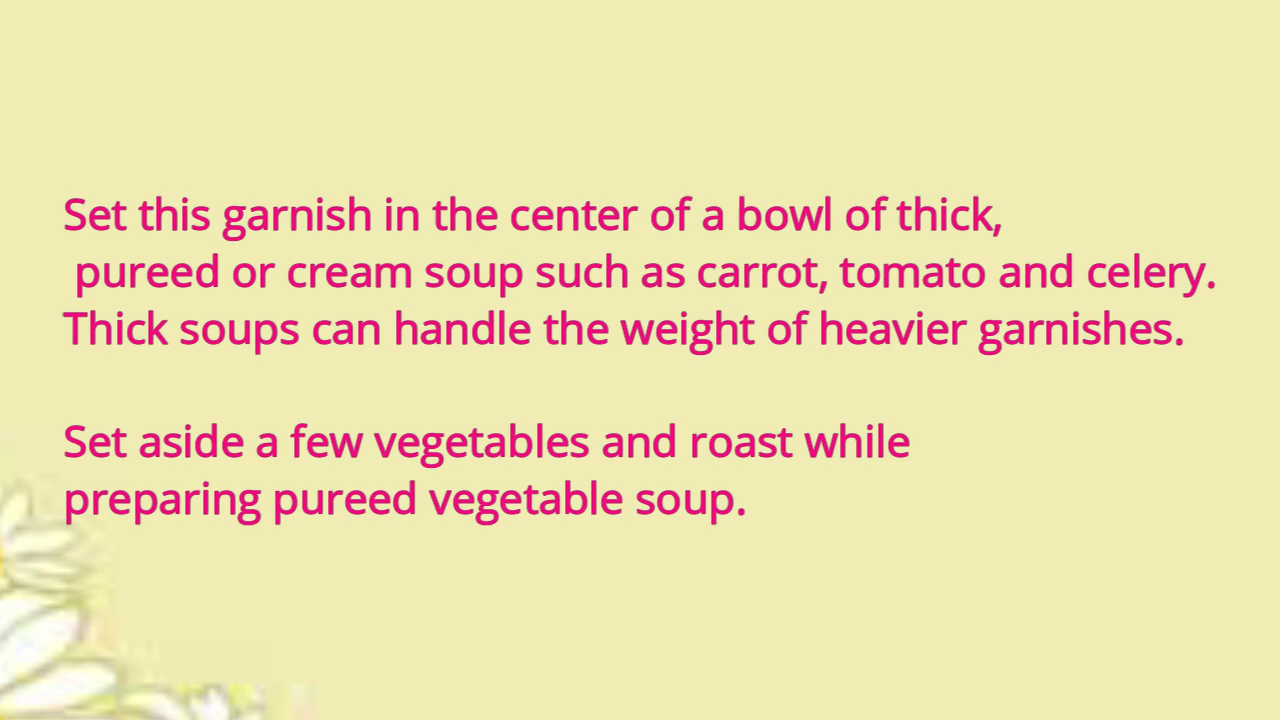 Set this garnish in the center of a bowl of thick,
pureed or cream soup such as carrot, tomato and celery.
Thick soups can handle the weight of heavier garnishes.
Set aside a few vegetables and roast while
preparing pureed vegetable soup.